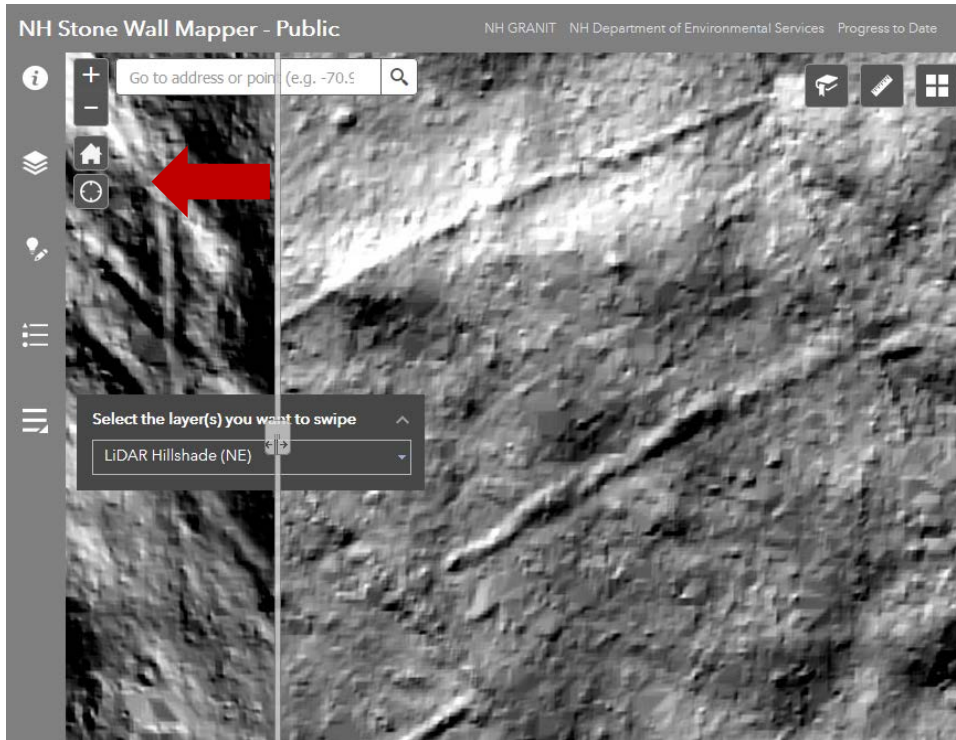 NH Stone Wall Mapper - Public
NH GRANIT NH Department of Environmental Services Progress to Date
Go to address or point (e.g. -70.9
Select the layer(s) you want to swipe
LiDAR Hillshade (NE)